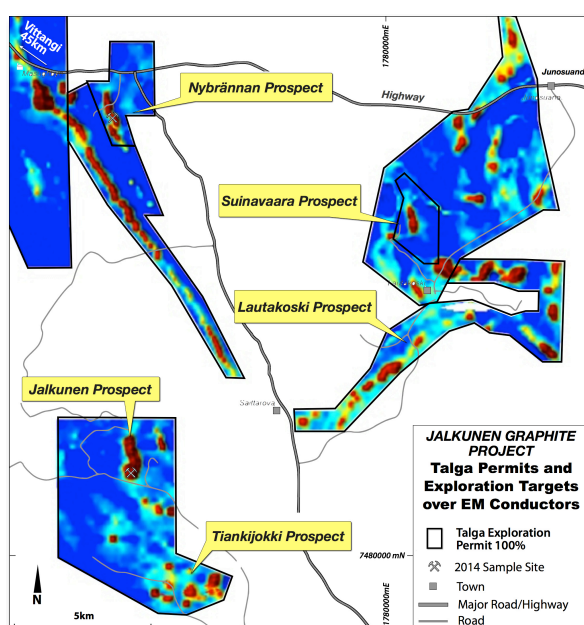 Vittangi
45km
1780000mE
Junosuand
Nybrännan Prospect
Highway
Suinavaara Prospect
Lautakoski Prospect
Jalkunen Prospect
Tiankijokki Prospect
7480000 mN
1780000mE
N
5km
JALKUNEN GRAPHITE
PROJECT
Talga Permits and
Exploration Targets
over EM Conductors
Talga Exploration
Permit 100%
2014 Sample Site
Town
Major Road/Highway
Road